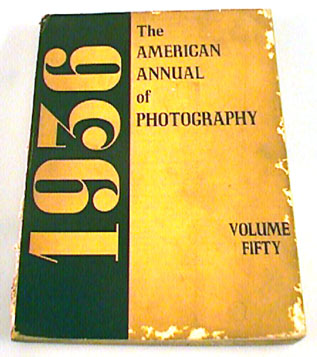 1936
The
AMERICAN
ANNUAL
of
PHOTOGRAPHY
VOLUME
FIFTY